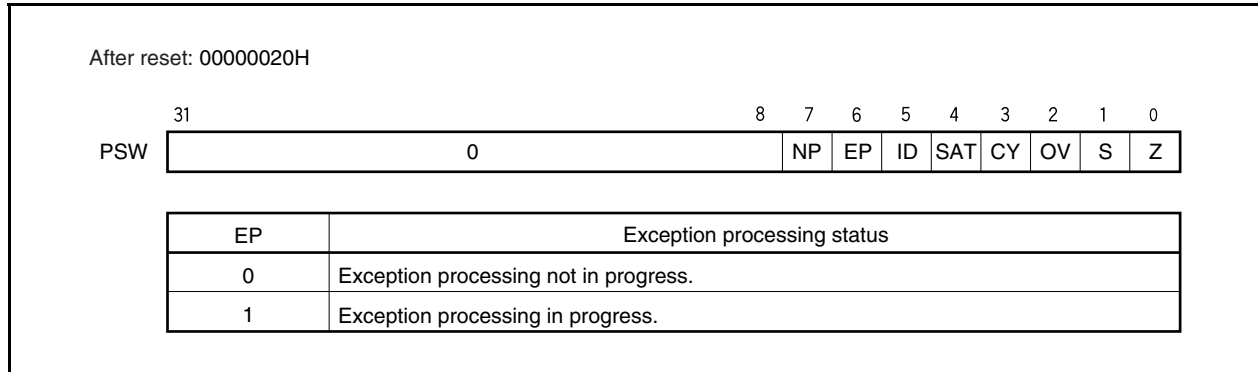 After reset: 00000020H
31 8 7 6 5 4 3 2 1 0
PSW 0 NP EP ID SAT CY OV S Z
EP Exception processing status
0 Exception processing not in progress.
1 Exception processing in progress.